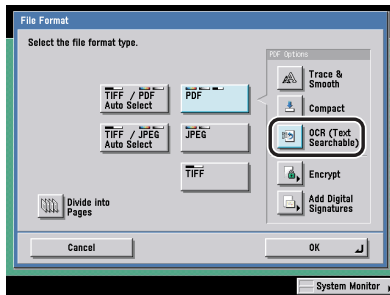 File Format
Select the file format type.
PDF Options
TIFF / PDF
Auto Select
PDF
Trace &
Smooth
Compact
TIFF / JPEG
Auto Select
JPEG
OCR (Text
Searchable)
TIFF
Encrypt
Divide into
Pages
Add Digital
Signatures
Cancel
OK
System Monitor